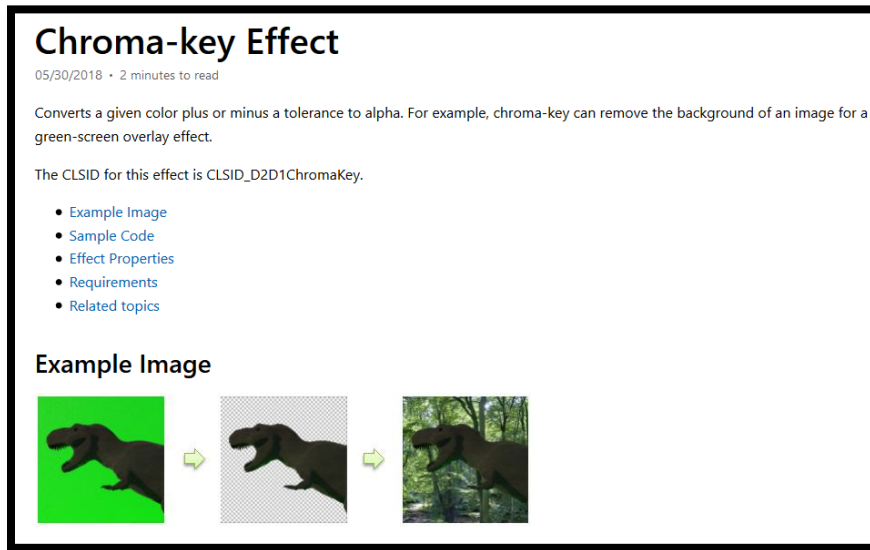 Chroma-key Effect
05/30/2018 • 2 minutes to read
Converts a given color plus or minus a tolerance to alpha. For example, chroma-key can remove the background of an image for a
green-screen overlay effect.
The CLSID for this effect is CLSID_D2D1ChromaKey.
• Example Image
• Sample Code
• Effect Properties
• Requirements
• Related topics
Example Image